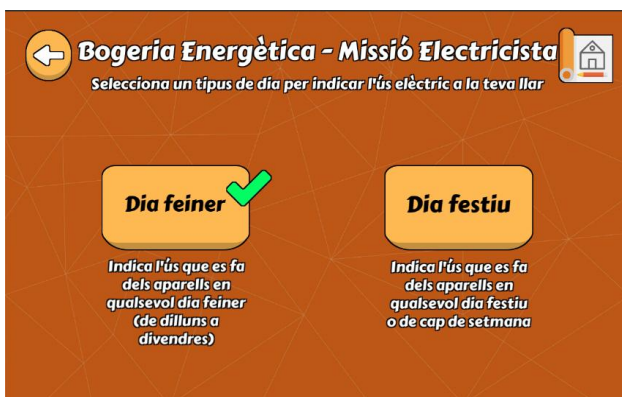 Bogeria Energètica - Missió Electricista
Selecciona un tipus de dia per indicar l'ús elèctric a la teva llar
Dia feiner
Dia festiu
Indica l'ús que es fa
dels aparells en
qualsevol dia feiner
(de dilluns a
divendres)
Indica l'ús que es fa
dels aparells en
qualsevol dia festiu
o de cap de setmana